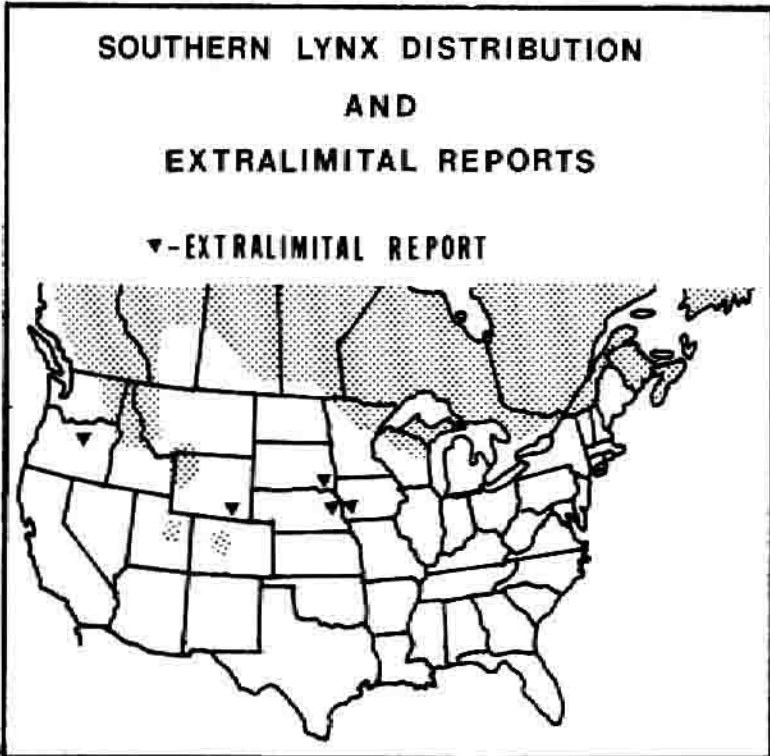 SOUTHERN LYNX DISTRIBUTION
AND
EXTRALIMITAL REPORTS
▼-EXTRALIMITAL REPORT